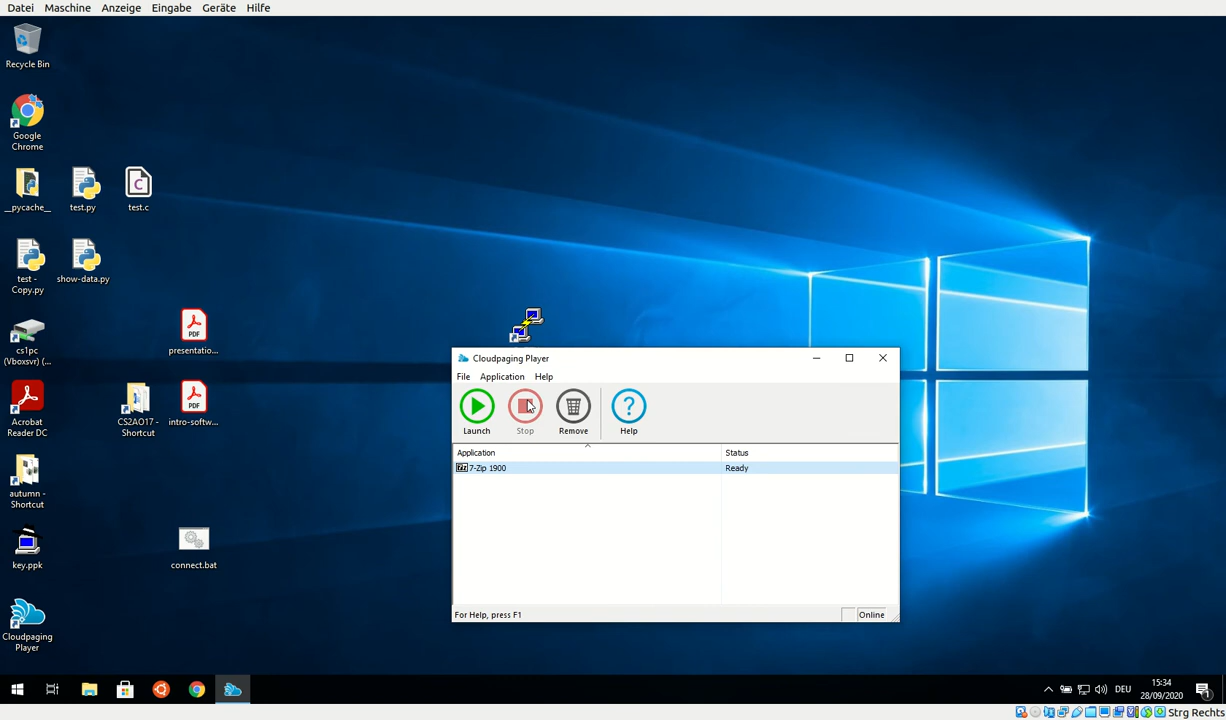 Datei Maschine Anzeige Eingabe Geräte Hilfe
Recycle Bin
Google
Chrome
__pycache__
test.py
test.c
test -
Copy.py
show-data.py
cs1pc
(Vboxsvr) (...
presentatio...
Acrobat
Reader DC
CS2AO17 -
Shortcut
intro-softw...
autumn -
Shortcut
key.ppk
connect.bat
Cloudpaging
Player
Cloudpaging Player
File Application Help
Launch Stop Remove Help
Application Status
7-Zip 1900 Ready
For Help, press F1 Online
DEU
15:34
28/09/2020
1
Strg Rechts